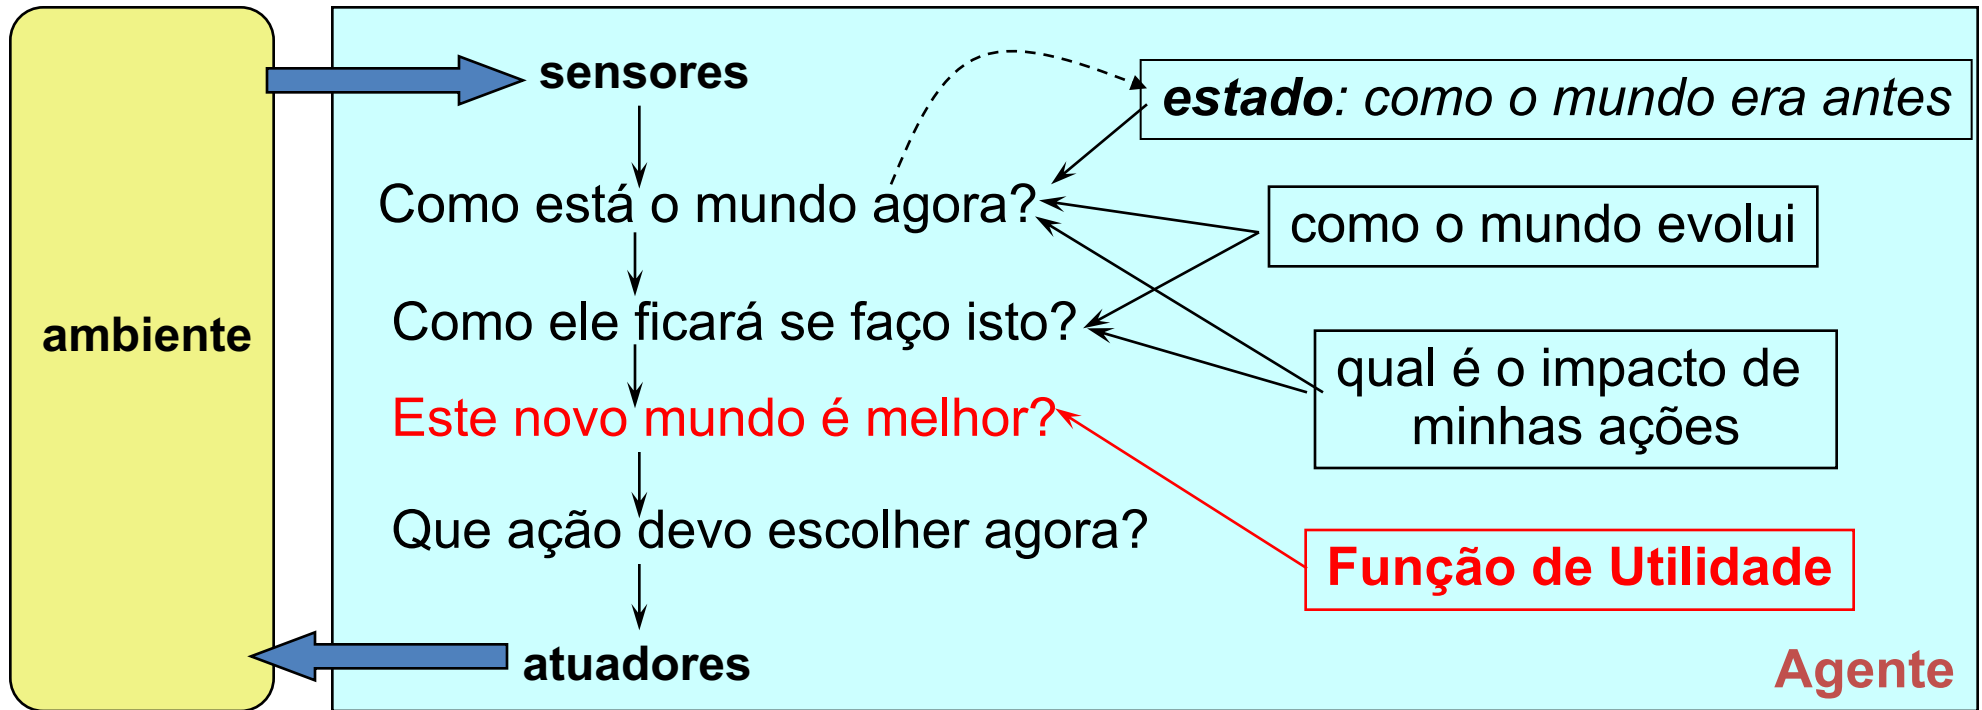 sensores
estado: como o mundo era antes
Como está o mundo agora?
como o mundo evolui
ambiente
Como ele ficará se faço isto?
qual é o impacto de
minhas ações
Este novo mundo é melhor?
Que ação devo escolher agora?
Função de Utilidade
atuadores
Agente